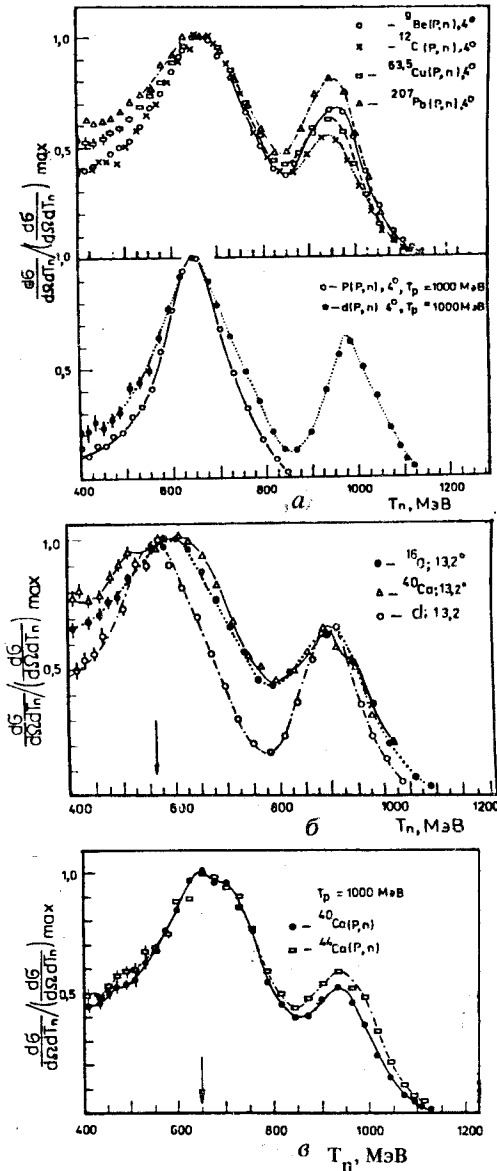 o - ⁹Be(P,n),4°
x - ¹²C(P,n),4°
□ - ⁶³,⁵Cu(P,n),4°
△ - ²⁰⁷Pb(P,n),4°
1,0
0,5
dσ/dΩdTn/(dσ/dΩdTn) max
1,0
0,5
o - P(P,n), 4°, Tp = 1000 МэВ
• - d(P,n) 4°, Tp = 1000 МэВ
400 600 800 1000 1200
а
Tn, МэВ
1,0
0,5
dσ/dΩdTn/(dσ/dΩdTn) max
• - ¹⁶O; 13,2°
△ - ⁴⁰Ca; 13,2°
o - d; 13,2
400 600 800 1000 1200
б
Tn, МэВ
1,0
0,5
dσ/dΩdTn/(dσ/dΩdTn) max
Tp = 1000 МэВ
• ⁴⁰Ca(P,n)
□ ⁴⁴Ca(P,n)
400 600 800 1000 1200
в Tn, МэВ